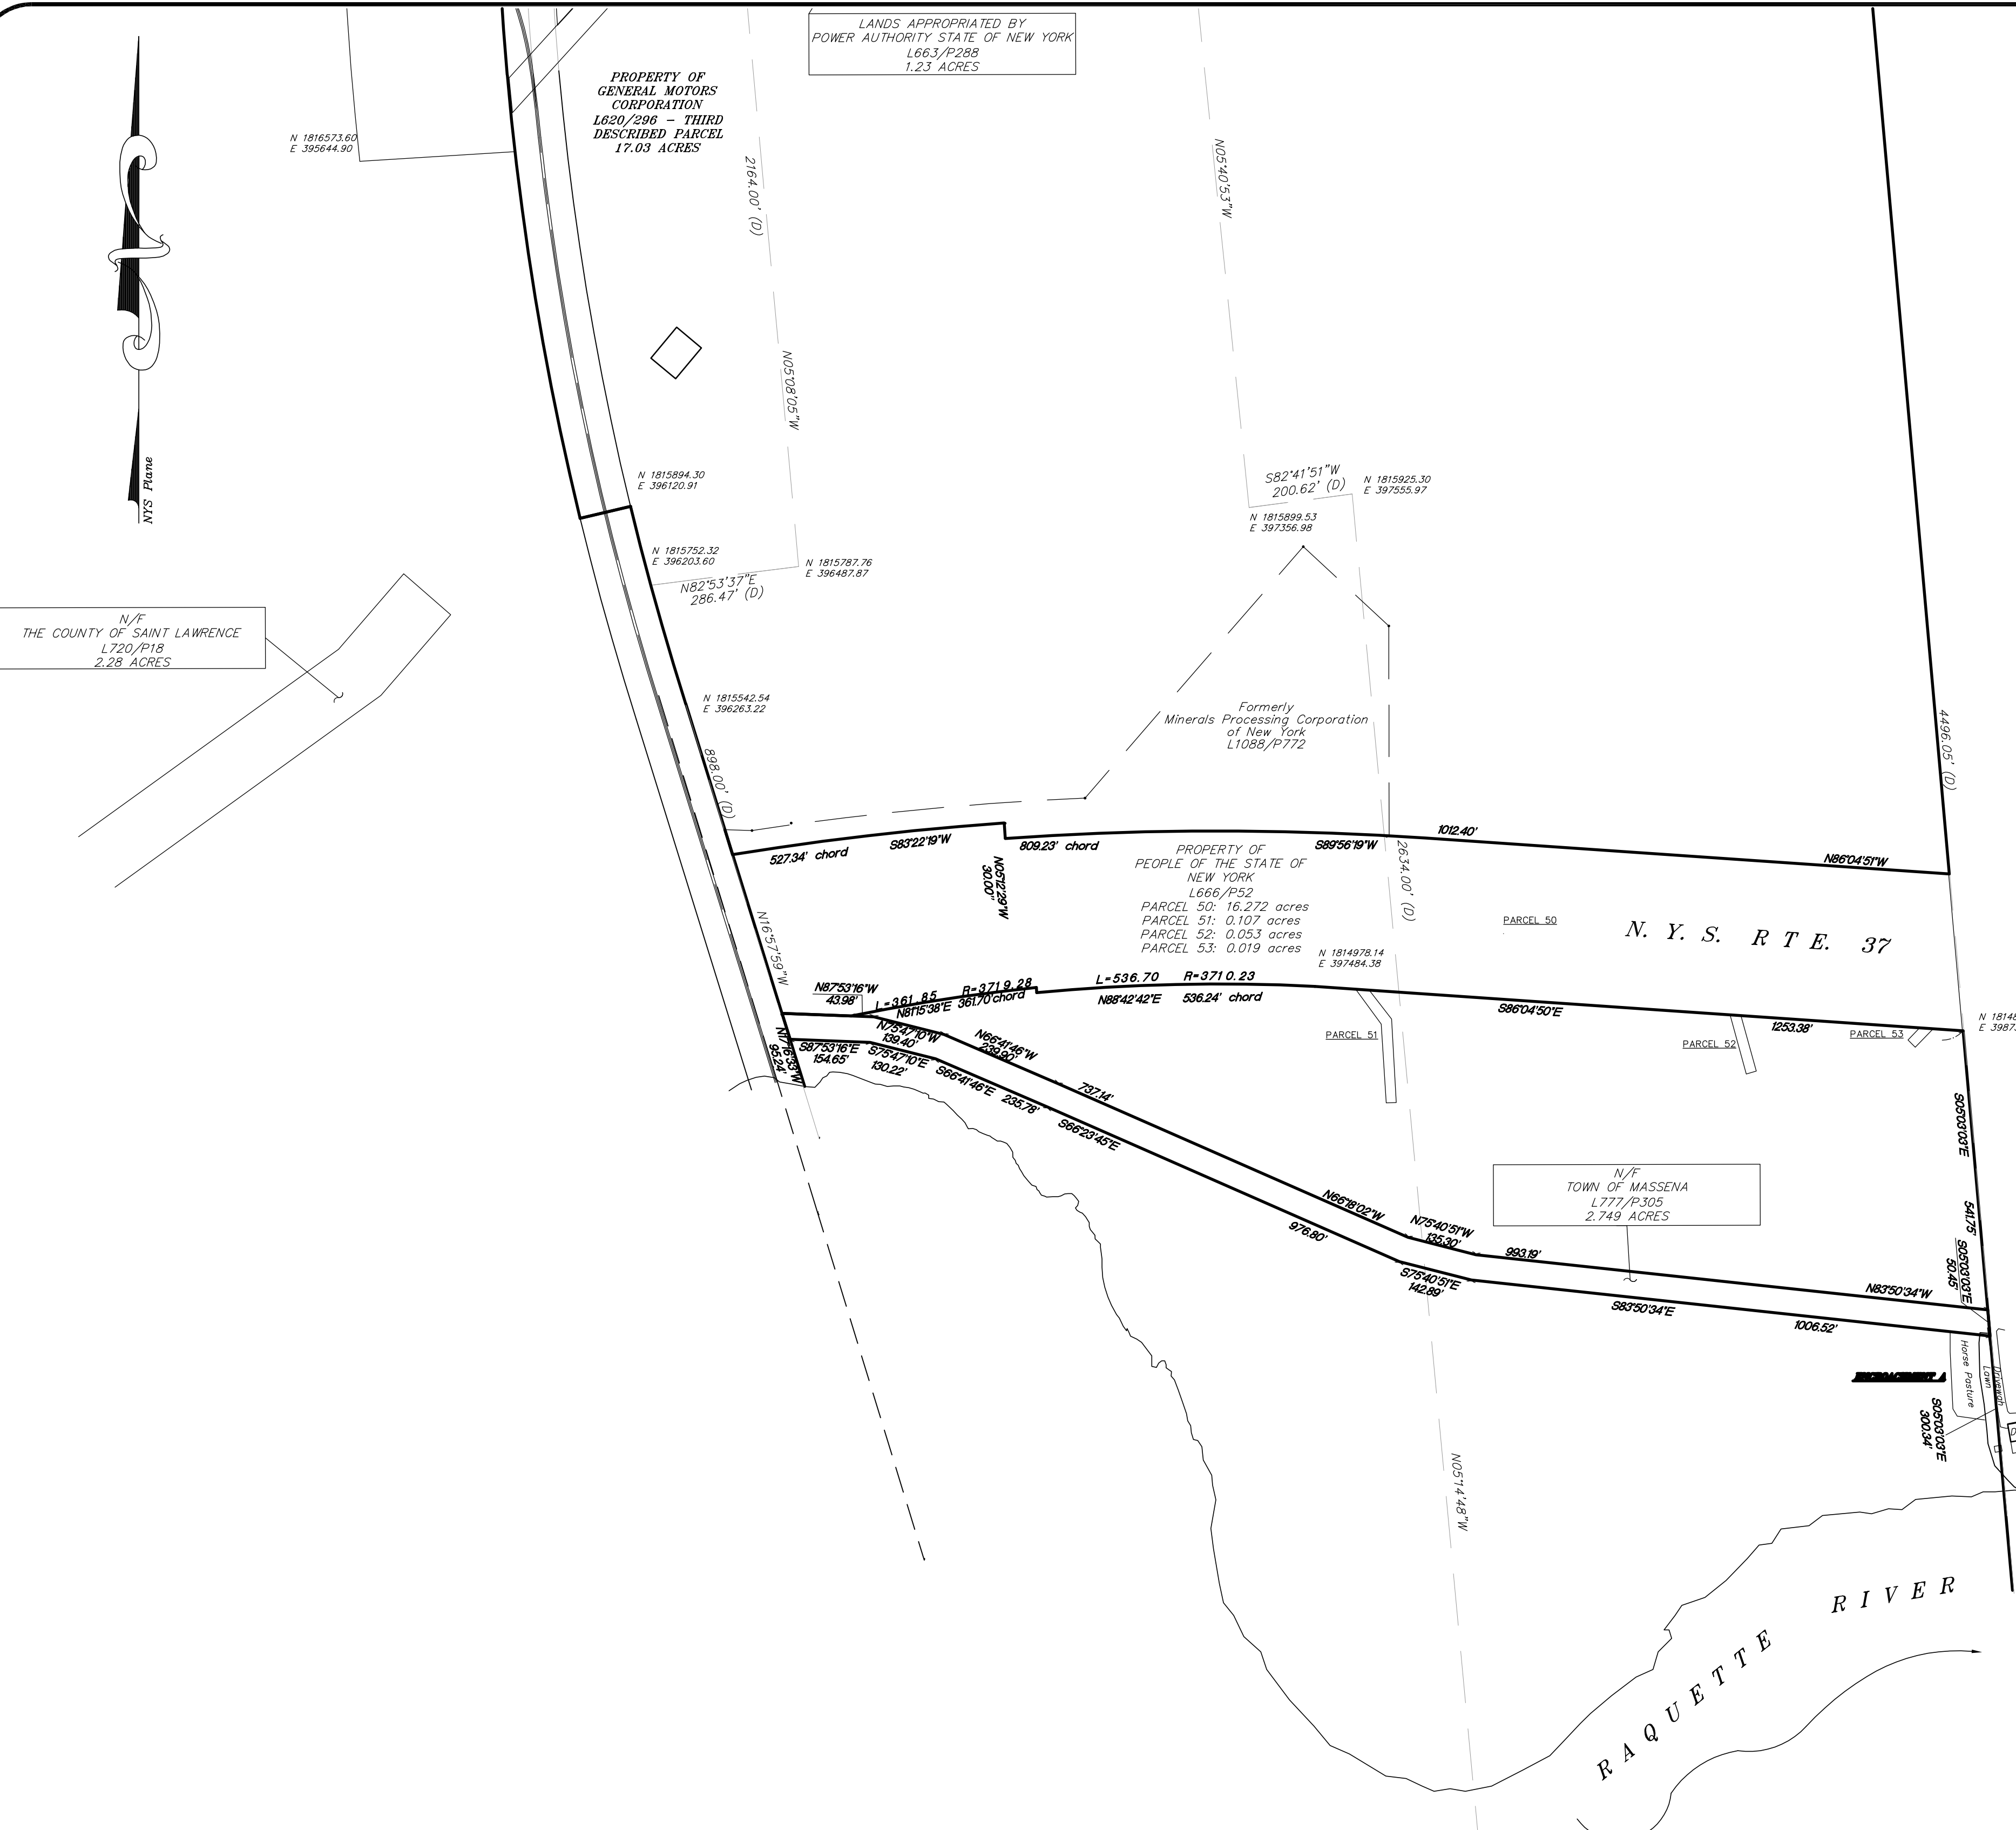 LANDS APPROPRIATED BY
POWER AUTHORITY STATE OF NEW YORK
L663/P288
1.23 ACRES
PROPERTY OF
GENERAL MOTORS
CORPORATION
L620/296 - THIRD
DESCRIBED PARCEL
17.03 ACRES
N 1816573.60
E 395644.90
2164.00' (D)
N05°40'53"W
NYS Plane
N05°08'05"W
N 1815894.30
E 396120.91
S82°41'51"W
200.62' (D)
N 1815925.30
E 397555.97
N 1815899.53
E 397356.98
N 1815752.32
E 396203.60
N82°53'37"E
286.47' (D)
N 1815787.76
E 396487.87
N/F
THE COUNTY OF SAINT LAWRENCE
L720/P18
2.28 ACRES
N 1815542.54
E 396263.22
Formerly
Minerals Processing Corporation
of New York
L1088/P772
4496.05' (D)
898.00' (D)
527.34' chord
S83°22'19"W
809.23' chord
S89°56'19"W
1012.40'
N86°04'51"W
N05°12'29"W
30.00'
PROPERTY OF
PEOPLE OF THE STATE OF
NEW YORK
L666/P52
PARCEL 50: 16.272 acres
PARCEL 51: 0.107 acres
PARCEL 52: 0.053 acres
PARCEL 53: 0.019 acres
2634.00' (D)
PARCEL 50
N. Y. S. R T E. 37
N16°57'59"W
N 1814978.14
E 397484.38
N87°53'16"W
43.98'
L=361.85 R=3719.28
N81°15'38"E 361.70'chord
L=536.70 R=3710.23
N88°42'42"E 536.24' chord
S86°04'50"E
1253.38'
PARCEL 51
PARCEL 52
PARCEL 53
N 18148
E 3987
N17°16'33"W
95.24'
S87°53'16"E
154.65'
N75°47'10"W
139.40'
S75°47'10"E
130.22'
N66°41'46"W
239.90'
S66°41'46"E 235.78'
737.14'
S66°23'45"E
976.80'
N66°18'02"W
N75°40'51"W
135.30'
S75°40'51"E
142.89'
N/F
TOWN OF MASSENA
L777/P305
2.749 ACRES
993.19'
N83°50'34"W
S83°50'34"E
1006.52'
S05°03'03"E
541.75'
S05°03'03"E
50.45'
ENCROACHMENT A
Horse Pasture
Lawn
Driveway
S05°03'03"E
300.34'
N05°14'48"W
RAQUETTE RIVER